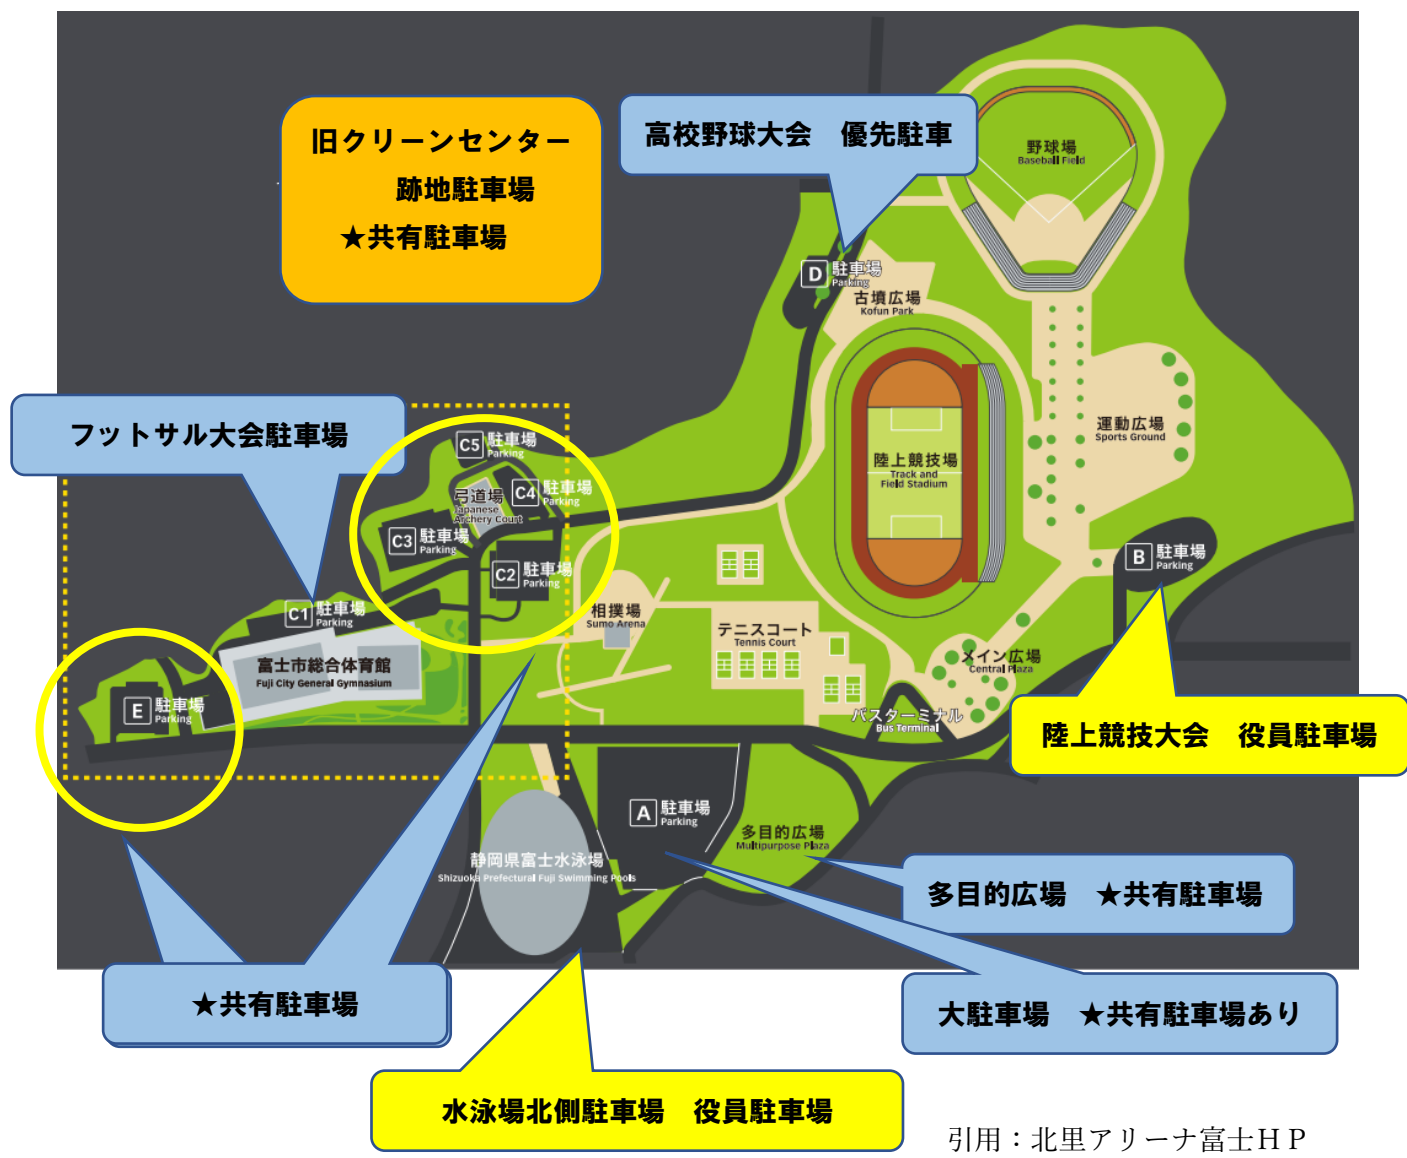 旧クリーンセンター
跡地駐車場
★共有駐車場
高校野球大会　優先駐車
野球場
Baseball Field
D 駐車場
Parking
古墳広場
Kofun Park
フットサル大会駐車場
C5 駐車場
Parking
C4 駐車場
Parking
弓道場
Japanese
Archery Court
C3 駐車場
Parking
C2 駐車場
Parking
C1 駐車場
Parking
運動広場
Sports Ground
陸上競技場
Track and
Field Stadium
B 駐車場
Parking
相撲場
Sumo Arena
テニスコート
Tennis Court
メイン広場
Central Plaza
富士市総合体育館
Fuji City General Gymnasium
E 駐車場
Parking
バスターミナル
Bus Terminal
陸上競技大会　役員駐車場
A 駐車場
Parking
多目的広場
Multipurpose Plaza
静岡県富士水泳場
Shizuoka Prefectural Fuji Swimming Pools
多目的広場　★共有駐車場
★共有駐車場
大駐車場　★共有駐車場あり
水泳場北側駐車場　役員駐車場
引用：北里アリーナ富士ＨＰ